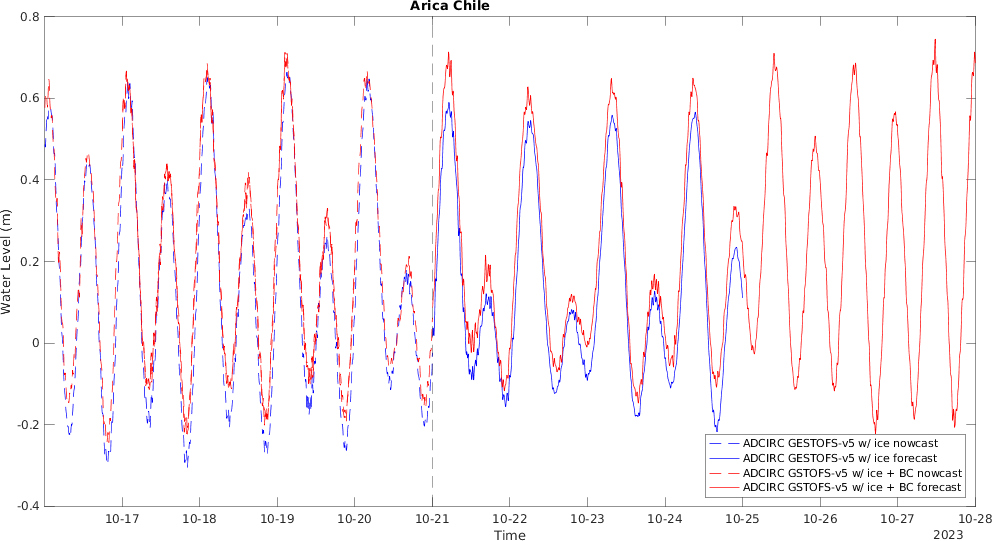 Arica Chile
0.8
0.6
0.4
0.2
0
-0.2
-0.4
Water Level (m)
10-17 10-18 10-19 10-20 10-21 10-22 10-23 10-24 10-25 10-26 10-27 10-28
Time
2023
ADCIRC GESTOFS-v5 w/ ice nowcast
ADCIRC GESTOFS-v5 w/ ice forecast
ADCIRC GSTOFS-v5 w/ ice + BC nowcast
ADCIRC GSTOFS-v5 w/ ice + BC forecast